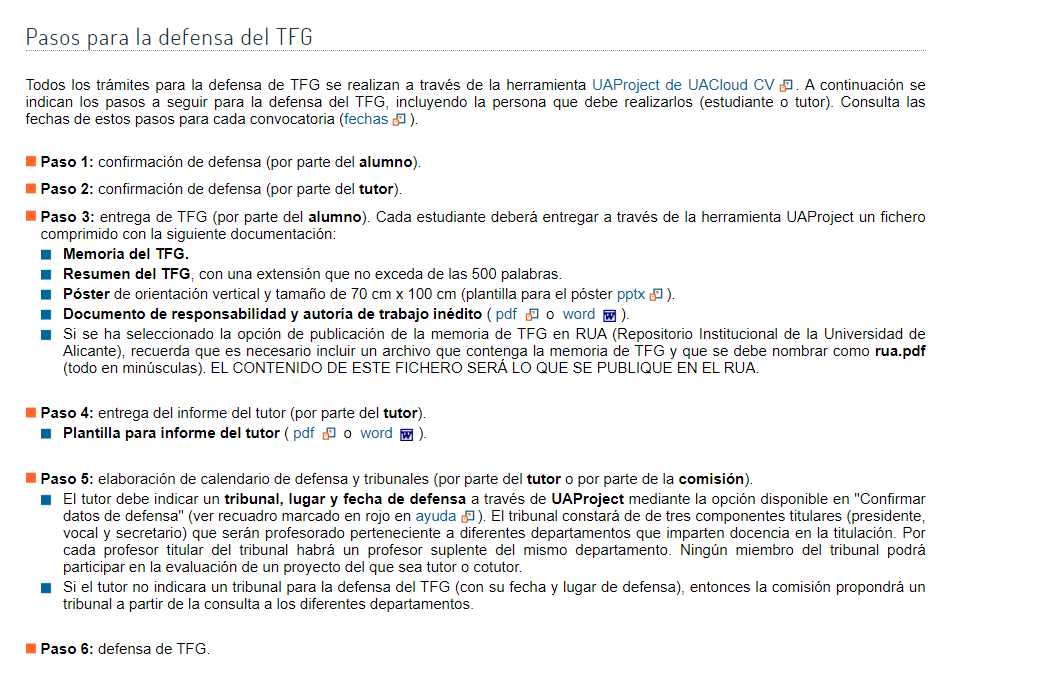 Pasos para la defensa del TFG
Todos los trámites para la defensa de TFG se realizan a través de la herramienta UAProject de UACloud CV . A continuación se
indican los pasos a seguir para la defensa del TFG, incluyendo la persona que debe realizarlos (estudiante o tutor). Consulta las
fechas de estos pasos para cada convocatoria (fechas ).
Paso 1: confirmación de defensa (por parte del alumno).
Paso 2: confirmación de defensa (por parte del tutor).
Paso 3: entrega de TFG (por parte del alumno). Cada estudiante deberá entregar a través de la herramienta UAProject un fichero
comprimido con la siguiente documentación:
Memoria del TFG.
Resumen del TFG, con una extensión que no exceda de las 500 palabras.
Póster de orientación vertical y tamaño de 70 cm x 100 cm (plantilla para el póster pptx ).
Documento de responsabilidad y autoría de trabajo inédito ( pdf o word ).
Si se ha seleccionado la opción de publicación de la memoria de TFG en RUA (Repositorio Institucional de la Universidad de
Alicante), recuerda que es necesario incluir un archivo que contenga la memoria de TFG y que se debe nombrar como rua.pdf
(todo en minúsculas). EL CONTENIDO DE ESTE FICHERO SERÁ LO QUE SE PUBLIQUE EN EL RUA.
Paso 4: entrega del informe del tutor (por parte del tutor).
Plantilla para informe del tutor ( pdf o word ).
Paso 5: elaboración de calendario de defensa y tribunales (por parte del tutor o por parte de la comisión).
El tutor debe indicar un tribunal, lugar y fecha de defensa a través de UAProject mediante la opción disponible en "Confirmar
datos de defensa" (ver recuadro marcado en rojo en ayuda ). El tribunal constará de de tres componentes titulares (presidente,
vocal y secretario) que serán profesorado perteneciente a diferentes departamentos que imparten docencia en la titulación. Por
cada profesor titular del tribunal habrá un profesor suplente del mismo departamento. Ningún miembro del tribunal podrá
participar en la evaluación de un proyecto del que sea tutor o cotutor.
Si el tutor no indicara un tribunal para la defensa del TFG (con su fecha y lugar de defensa), entonces la comisión propondrá un
tribunal a partir de la consulta a los diferentes departamentos.
Paso 6: defensa de TFG.